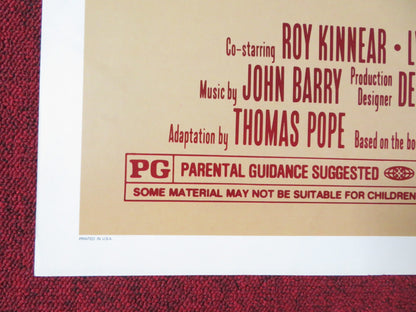 Co-starring ROY KINNEAR •
Music by JOHN BARRY Production Designer
Adaptation by THOMAS POPE Based on the
PG PARENTAL GUIDANCE SUGGESTED
SOME MATERIAL MAY NOT BE SUITABLE FOR CHILDREN
PRINTED IN U.S.A.